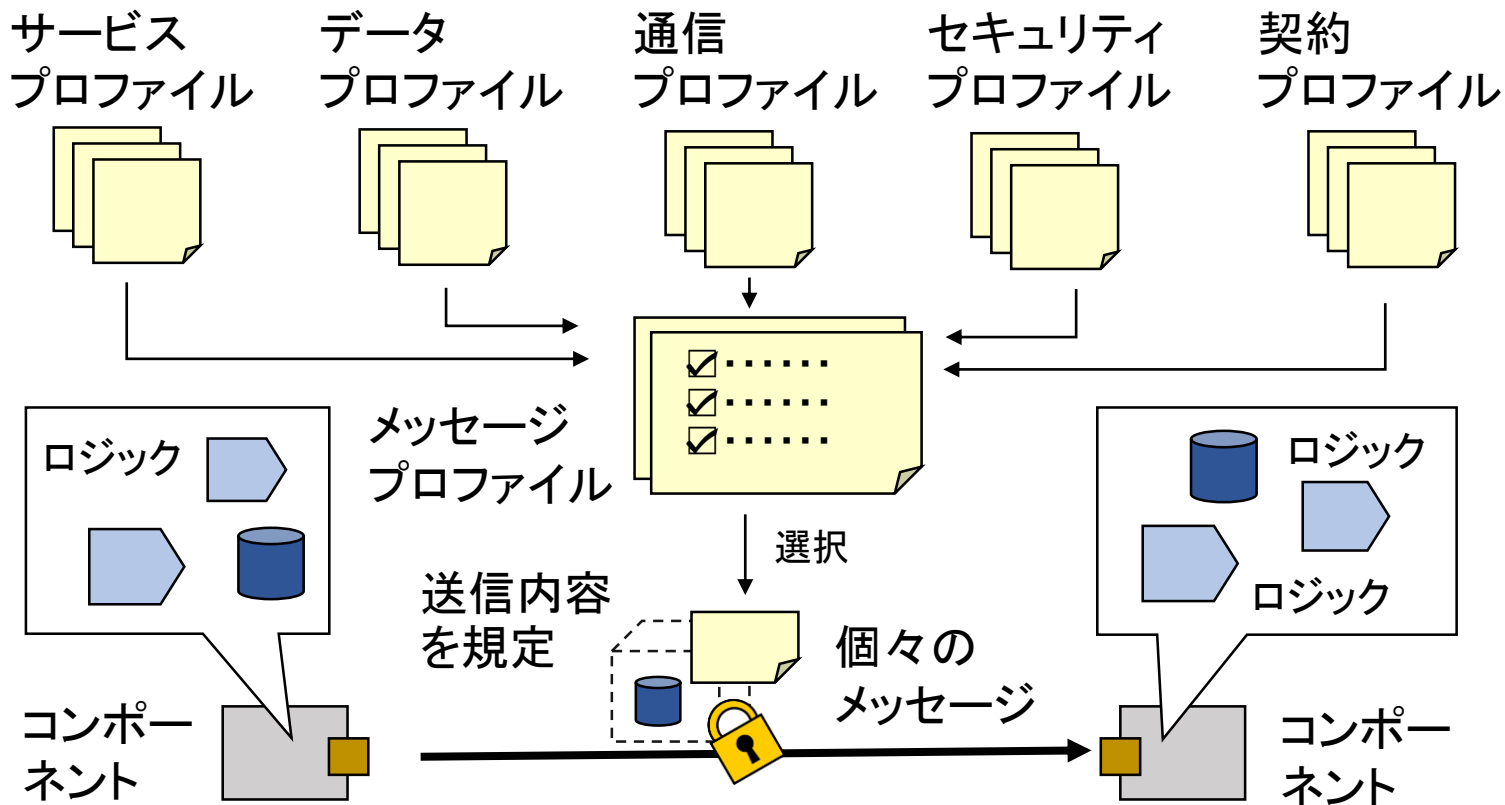 サービス
プロファイル
データ
プロファイル
通信
プロファイル
セキュリティ
プロファイル
契約
プロファイル
・・・・・・
・・・・・・
・・・・・・
メッセージ
プロファイル
ロジック
ロジック
ロジック
選択
送信内容
を規定
個々の
メッセージ
コンポー
ネント
コンポー
ネント